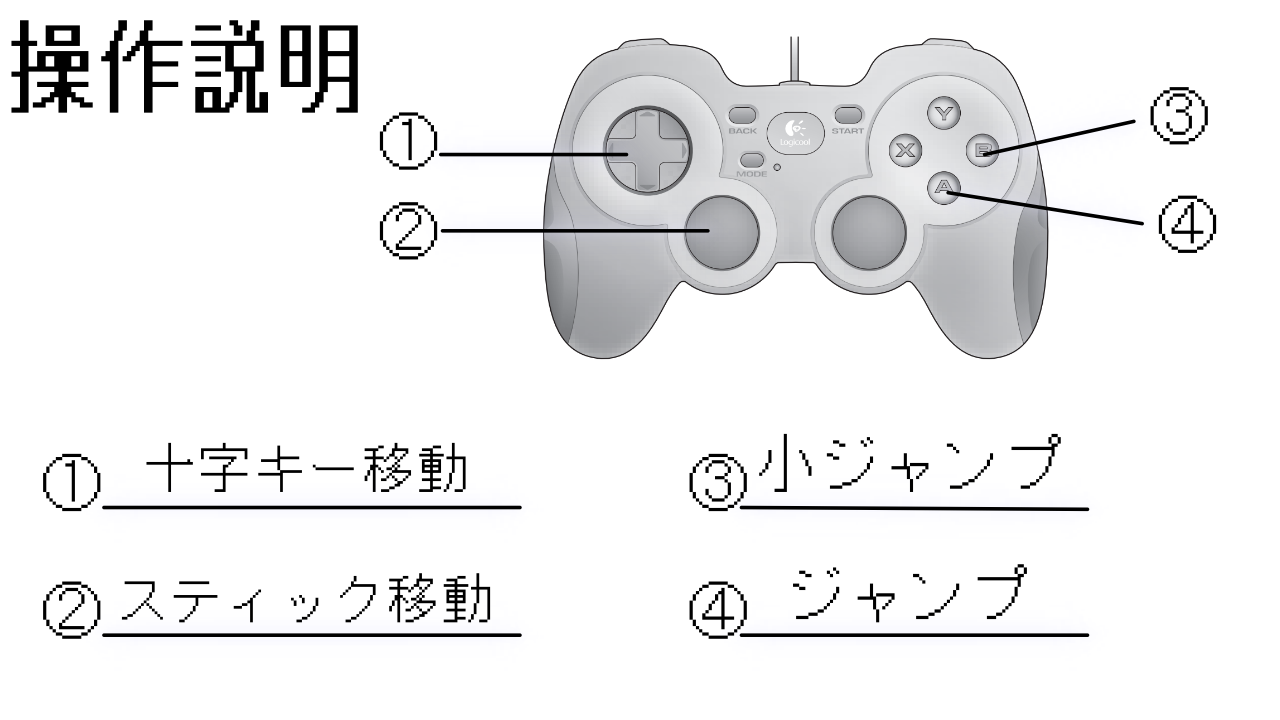 操作説明
①
②
③
④
BACK
START
MODE
Logicool
Y
X
B
A
① 十字キー移動
② スティック移動
③ 小ジャンプ
④ ジャンプ